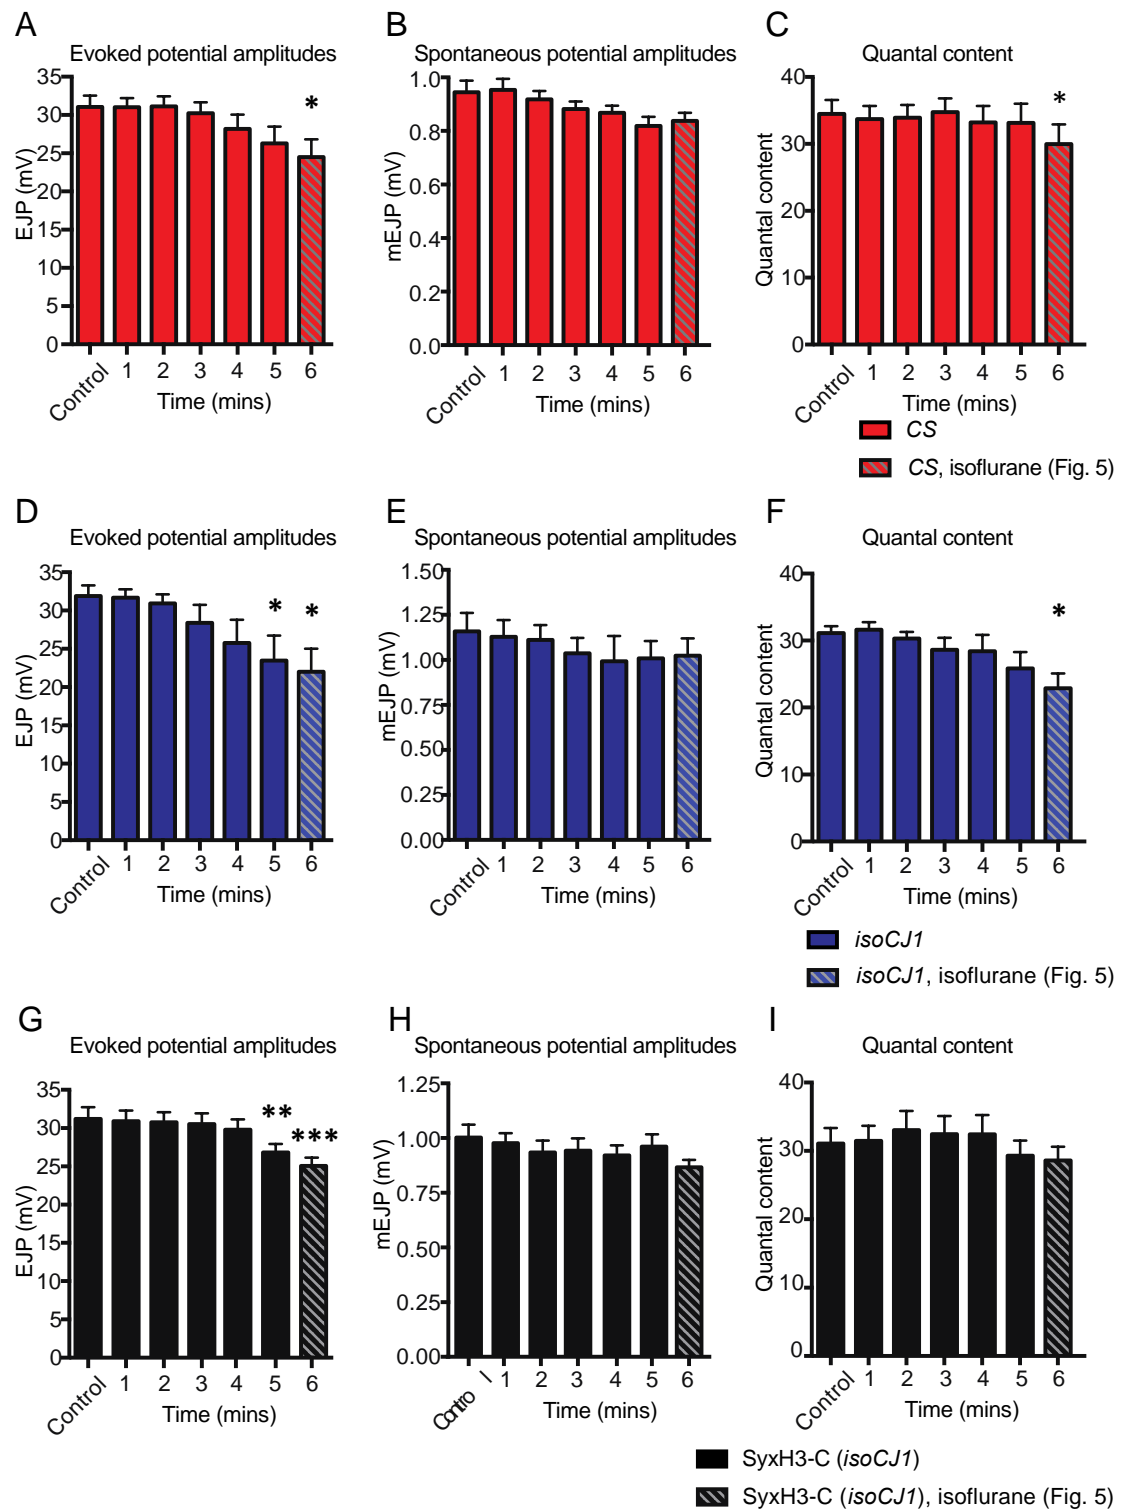 A
Evoked potential amplitudes
35
30
25
20
15
10
5
0
EJP (mV)
*
Control 1 2 3 4 5 6
Time (mins)
B
Spontaneous potential amplitudes
1.0
0.8
0.6
0.4
0.2
0.0
mEJP (mV)
Control 1 2 3 4 5 6
Time (mins)
C
Quantal content
40
30
20
10
0
Quantal content
*
Control 1 2 3 4 5 6
Time (mins)
CS
CS, isoflurane (Fig. 5)
D
Evoked potential amplitudes
35
30
25
20
15
10
5
0
EJP (mV)
* *
Control 1 2 3 4 5 6
Time (mins)
E
Spontaneous potential amplitudes
1.50
1.25
1.00
0.75
0.50
0.25
0.00
mEJP (mV)
Control 1 2 3 4 5 6
Time (mins)
F
Quantal content
40
30
20
10
0
Quantal content
*
Control 1 2 3 4 5 6
Time (mins)
isoCJ1
isoCJ1, isoflurane (Fig. 5)
G
Evoked potential amplitudes
35
30
25
20
15
10
5
0
EJP (mV)
**
***
Control 1 2 3 4 5 6
Time (mins)
H
Spontaneous potential amplitudes
1.25
1.00
0.75
0.50
0.25
0.00
mEJP (mV)
Control 1 2 3 4 5 6
Time (mins)
I
Quantal content
40
30
20
10
0
Quantal content
Control 1 2 3 4 5 6
Time (mins)
SyxH3-C (isoCJ1)
SyxH3-C (isoCJ1), isoflurane (Fig. 5)